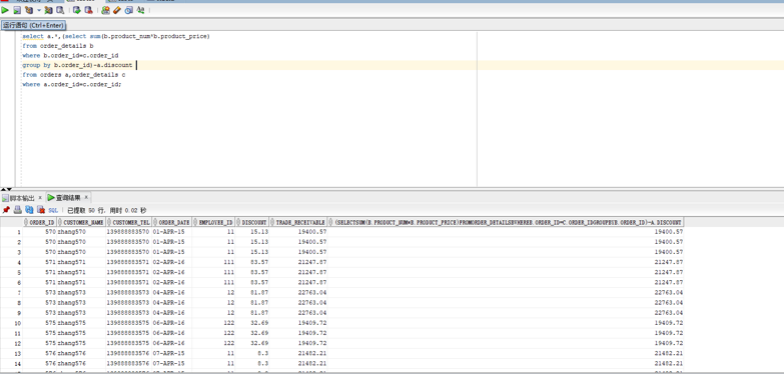 运行语句(Ctrl+Enter)
select a.*,(select sum(b.product_num*b.product_price)
from order_details b
where b.order_id=c.order_id
group by b.order_id)-a.discount
from orders a,order_details c
where a.order_id=c.order_id;
脚本输出 × 查询结果 ×
SQL | 已提取 50 行, 用时 0.02 秒
ORDER_ID CUSTOMER_NAME CUSTOMER_TEL ORDER_DATE EMPLOYEE_ID DISCOUNT TRADE_RECEIVABLE (SELECTSUM(B.PRODUCT_NUM*B.PRODUCT_PRICE)FROMORDER_DETAILSBWHEREB.ORDER_ID=C.ORDER_IDGROUPBYB.ORDER_ID)-A.DISCOUNT
1 570 zhang570 139888883570 01-APR-15 11 15.13 19400.57 19400.57
2 570 zhang570 139888883570 01-APR-15 11 15.13 19400.57 19400.57
3 570 zhang570 139888883570 01-APR-15 11 15.13 19400.57 19400.57
4 571 zhang571 139888883571 02-APR-16 111 83.57 21247.87 21247.87
5 571 zhang571 139888883571 02-APR-16 111 83.57 21247.87 21247.87
6 571 zhang571 139888883571 02-APR-16 111 83.57 21247.87 21247.87
7 573 zhang573 139888883573 04-APR-16 12 81.87 22763.04 22763.04
8 573 zhang573 139888883573 04-APR-16 12 81.87 22763.04 22763.04
9 573 zhang573 139888883573 04-APR-16 12 81.87 22763.04 22763.04
10 575 zhang575 139888883575 06-APR-16 122 32.69 19409.72 19409.72
11 575 zhang575 139888883575 06-APR-16 122 32.69 19409.72 19409.72
12 575 zhang575 139888883575 06-APR-16 122 32.69 19409.72 19409.72
13 576 zhang576 139888883576 07-APR-15 11 8.3 21482.21 21482.21
14 576 zhang576 139888883576 07-APR-15 11 8.3 21482.21 21482.21